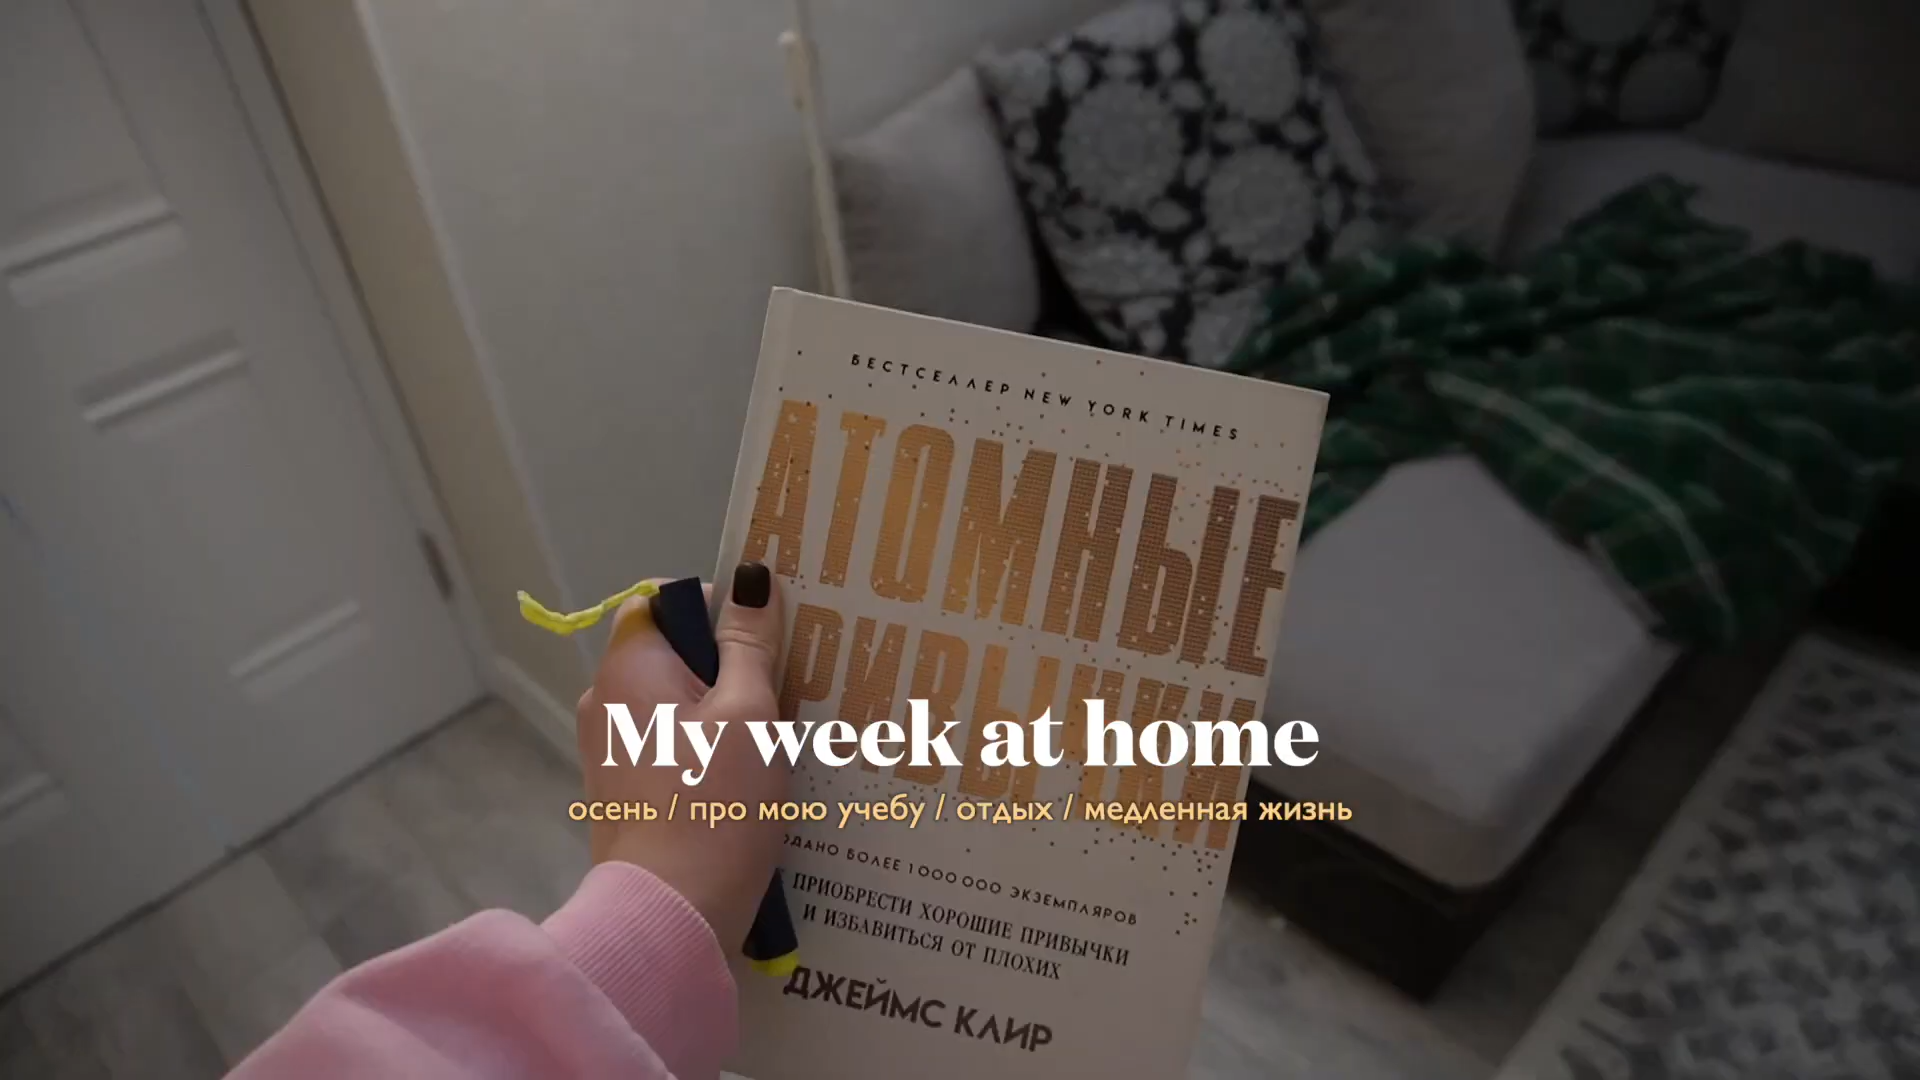 БЕСТСЕЛЛЕР NEW YORK TIMES
АТОМНЫЕ
ПРИВЫЧКИ
My week at home
осень / про мою учебу / отдых / медленная жизнь
БОЛЕЕ 1 000 000 ЭКЗЕМПЛЯРОВ
ПРИОБРЕСТИ ХОРОШИЕ ПРИВЫЧКИ
И ИЗБАВИТЬСЯ ОТ ПЛОХИХ
ДЖЕЙМС КЛИР